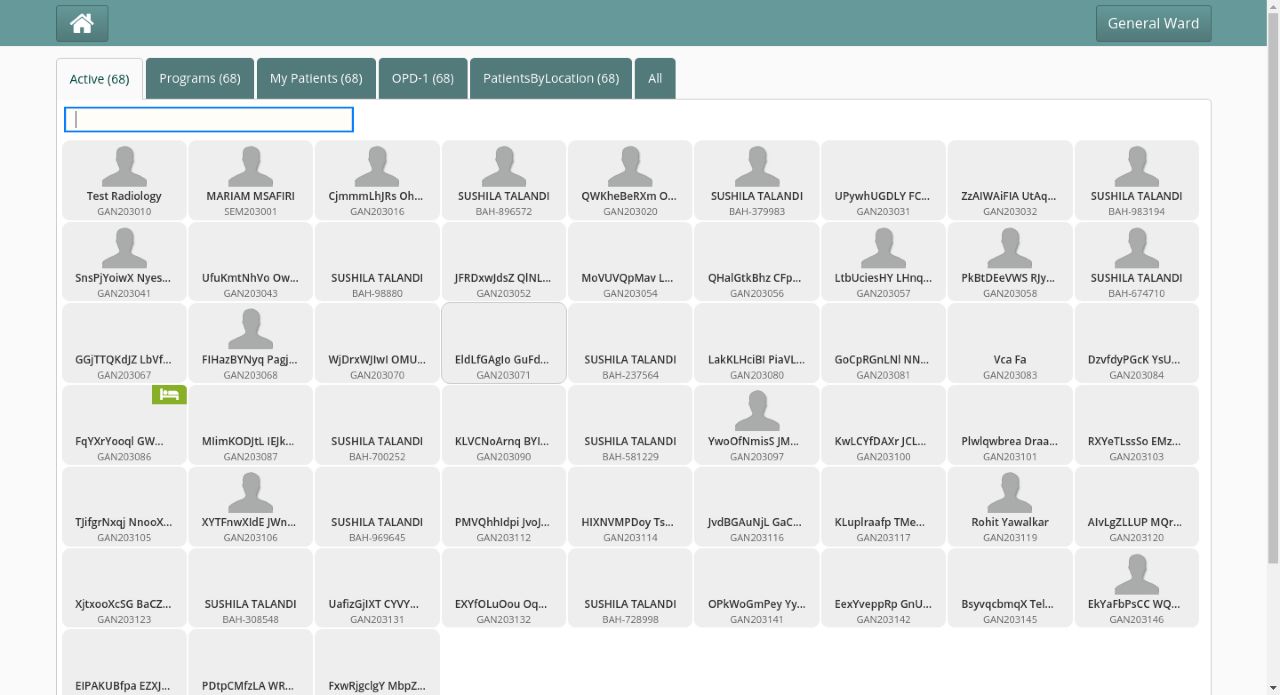 General Ward
Active (68)
Programs (68)
My Patients (68)
OPD-1 (68)
PatientsByLocation (68)
All
Test Radiology
GAN203010
MARIAM MSAFIRI
SEM203001
CjmmmLhJRs Oh...
GAN203016
SUSHILA TALANDI
BAH-896572
QWKheBeRXm O...
GAN203020
SUSHILA TALANDI
BAH-379983
UPywhUGDLY FC...
GAN203031
ZzAIWAiFIA UtAq...
GAN203032
SUSHILA TALANDI
BAH-983194
SnsPjYoiwX Nyes...
GAN203041
UfuKmtNhVo Ow...
GAN203043
SUSHILA TALANDI
BAH-98880
JFRDxwJdsZ QlNL...
GAN203052
MoVUVQpMav L...
GAN203054
QHalGtkBhz CFp...
GAN203056
LtbUciesHY LHnq...
GAN203057
PkBtDEeVWS RJy...
GAN203058
SUSHILA TALANDI
BAH-674710
GGjTTQKdJZ LbVf...
GAN203067
FIHazBYNyq Pagj...
GAN203068
WjDrxWJIwI OMU...
GAN203070
EldLfGAgIo GuFd...
GAN203071
SUSHILA TALANDI
BAH-237564
LakKLHciBI PiaVL...
GAN203080
GoCpRGnLNl NN...
GAN203081
Vca Fa
GAN203083
DzvfdyPGcK YsU...
GAN203084
FqYXrYooql GW...
GAN203086
MIimKODJtL IEJk...
GAN203087
SUSHILA TALANDI
BAH-700252
KLVCNoArnq BYI...
GAN203090
SUSHILA TALANDI
BAH-581229
YwoOfNmisS JM...
GAN203097
KwLCYfDAXr JCL...
GAN203100
Plwlqwbrea Draa...
GAN203101
RXYeTLssSo EMz...
GAN203103
TJifgrNxqj NnooX...
GAN203105
XYTFnwXIdE JWn...
GAN203106
SUSHILA TALANDI
BAH-969645
PMVQhhIdpi JvoJ...
GAN203112
HIXNVMPDoy Ts...
GAN203114
JvdBGAuNjL GaC...
GAN203116
KLuplraafp TMe...
GAN203117
Rohit Yawalkar
GAN203119
AIvLgZLLUP MQr...
GAN203120
XjtxooXcSG BaCZ...
GAN203123
SUSHILA TALANDI
BAH-308548
UafizGjIXT CYVY...
GAN203131
EXYfOLuOou Oq...
GAN203132
SUSHILA TALANDI
BAH-728998
OPkWoGmPey Yy...
GAN203141
EexYveppRp GnU...
GAN203142
BsyvqcbmqX Tel...
GAN203145
EkYaFbPsCC WQ...
GAN203146
EIPAKUBfpa EZXJ...
PDtpCMfzLA WR...
FxwRjgclgY MbpZ...